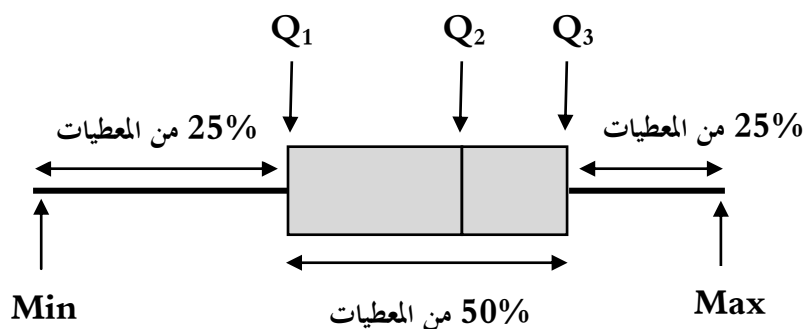 Q₁ Q₂ Q₃
25% من المعطيات
25% من المعطيات
Min
50% من المعطيات
Max